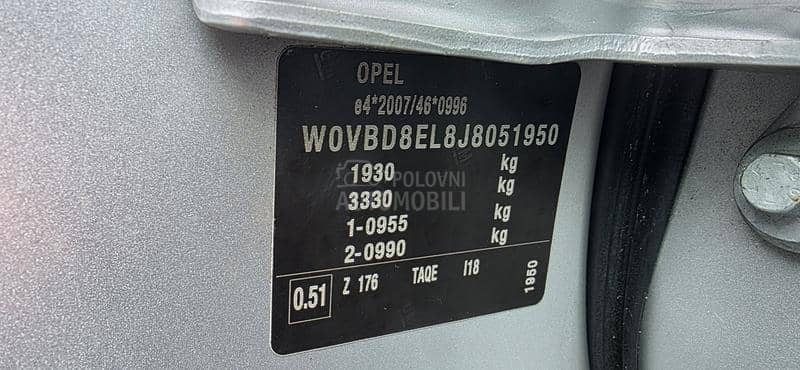 OPEL
e4*2007/46*0996
W0VBD8EL8J8051950
1930 kg
3330 kg
1-0955 kg
2-0990 kg
0.51 Z 176 TAQE I18 1950
POLOVNI
AUTOMOBILI